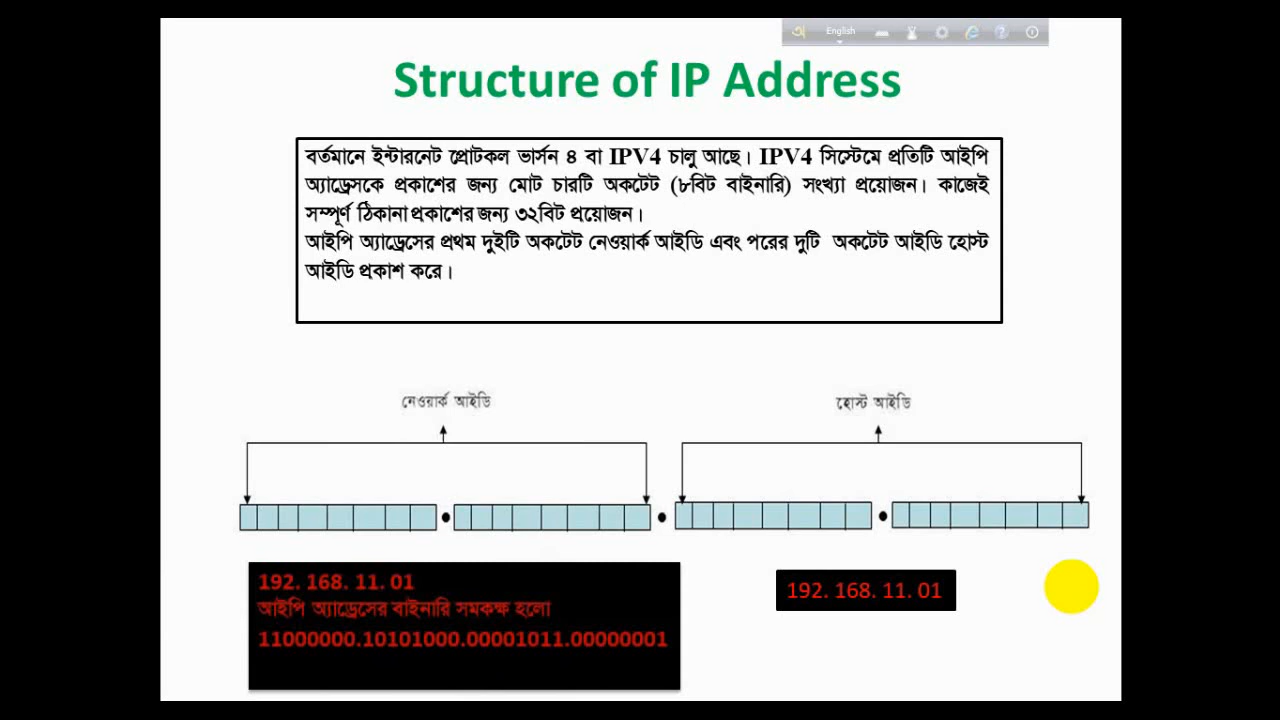 অ English
Structure of IP Address
বর্তমানে ইন্টারনেট প্রোটকল ভার্সন ৪ বা IPV4 চালু আছে। IPV4 সিস্টেমে প্রতিটি আইপি
অ্যাড্রেসকে প্রকাশের জন্য মোট চারটি অকটেট (৮বিট বাইনারি) সংখ্যা প্রয়োজন। কাজেই
সম্পূর্ণ ঠিকানা প্রকাশের জন্য ৩২বিট প্রয়োজন।
আইপি অ্যাড্রেসের প্রথম দুইটি অকটেট নেওয়ার্ক আইডি এবং পরের দুটি অকটেট আইডি হোস্ট
আইডি প্রকাশ করে।
নেওয়ার্ক আইডি হোস্ট আইডি
192. 168. 11. 01
আইপি অ্যাড্রেসের বাইনারি সমকক্ষ হলো
11000000.10101000.00001011.00000001
192. 168. 11. 01